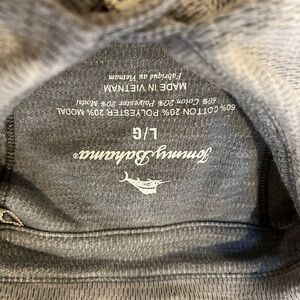 Tommy Bahama®
L/G
60% COTTON 20% POLYESTER 20% MODAL
60% Coton 20% Polyester 20% Modal
MADE IN VIETNAM
Fabriqué au Vietnam